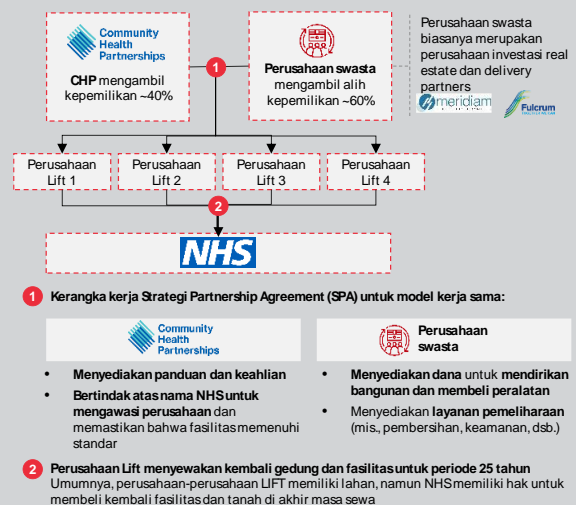 Community
Health
Partnerships
CHP mengambil
kepemilikan ~40%
1
Perusahaan swasta
mengambil alih
kepemilikan ~60%
Perusahaan swasta
biasanya merupakan
perusahaan investasi real
estate dan delivery
partners
meridiam
Fulcrum
Perusahaan
Lift 1
Perusahaan
Lift 2
Perusahaan
Lift 3
Perusahaan
Lift 4
2
NHS
1 Kerangka kerja Strategi Partnership Agreement (SPA) untuk model kerja sama:
Community
Health
Partnerships
• Menyediakan panduan dan keahlian
• Bertindak atas nama NHS untuk
mengawasi perusahaan dan
memastikan bahwa fasilitas memenuhi
standar
Perusahaan
swasta
• Menyediakan dana untuk mendirikan
bangunan dan membeli peralatan
• Menyediakan layanan pemeliharaan
(mis., pembersihan, keamanan, dsb.)
2 Perusahaan Lift menyewakan kembali gedung dan fasilitas untuk periode 25 tahun
Umumnya, perusahaan-perusahaan LIFT memiliki lahan, namun NHS memiliki hak untuk
membeli kembali fasilitas dan tanah di akhir masa sewa